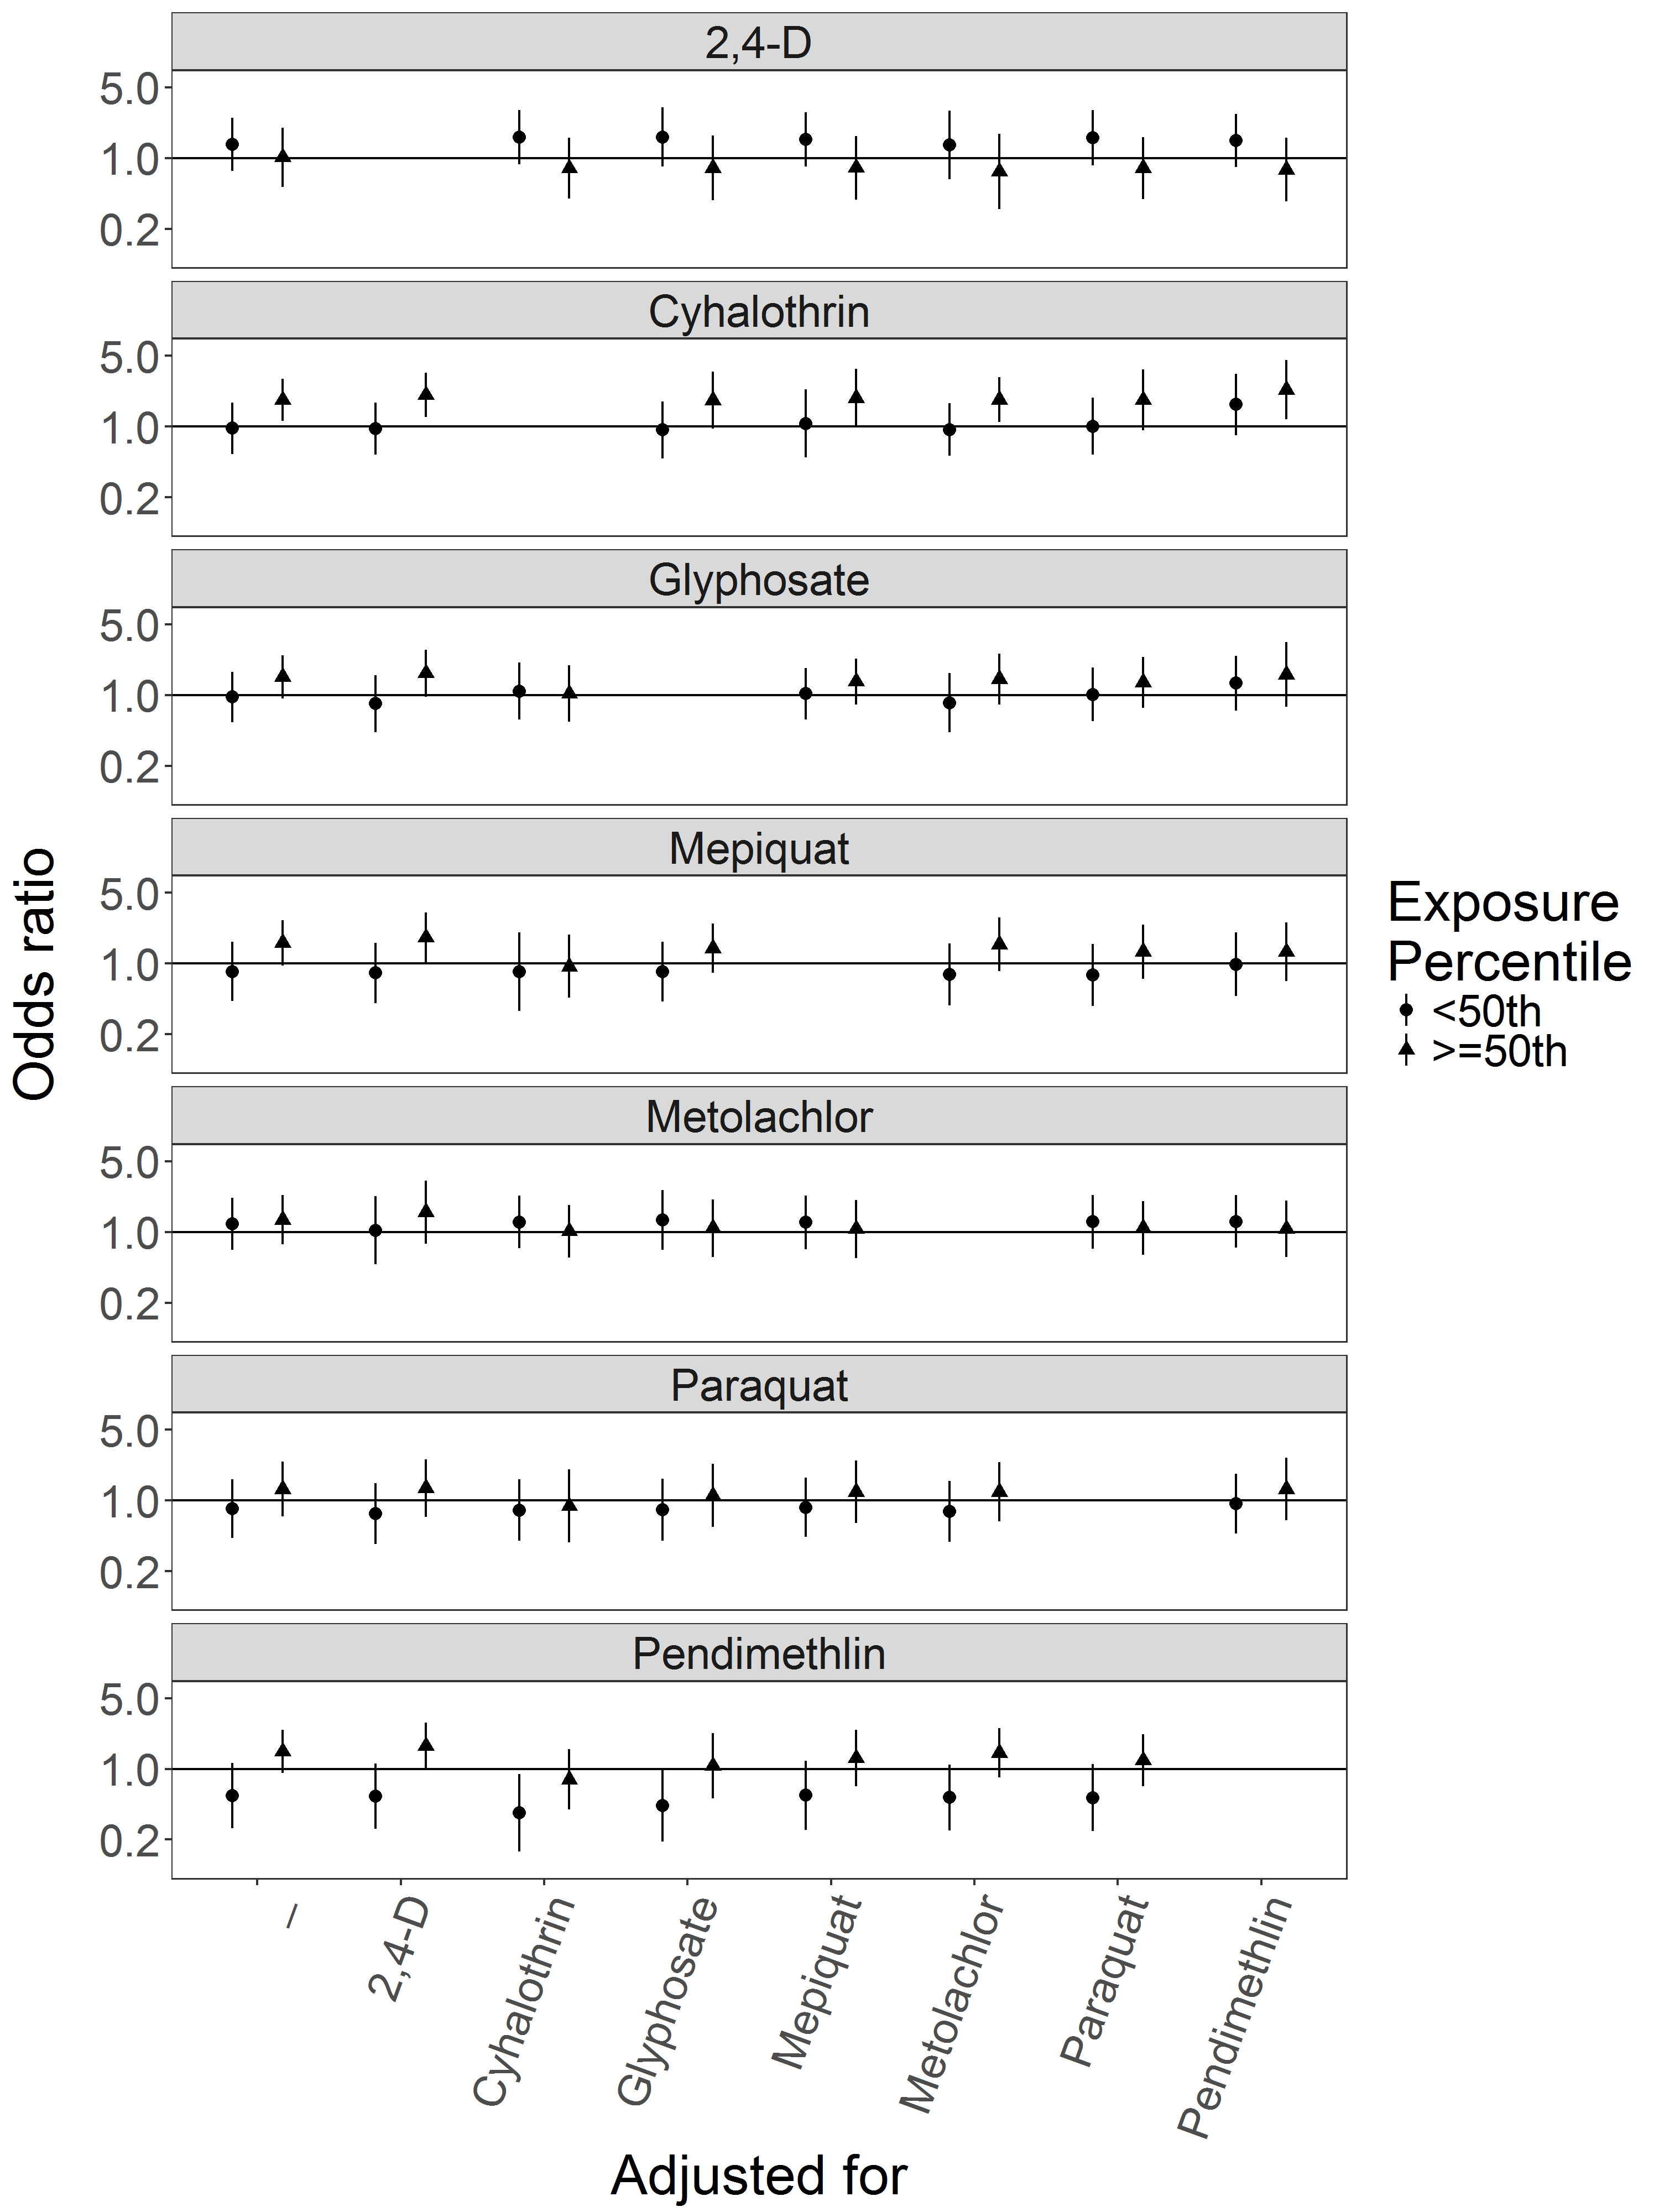 2,4-D
5.0
1.0
0.2
Cyhalothrin
5.0
1.0
0.2
Glyphosate
5.0
1.0
0.2
Mepiquat
5.0
1.0
0.2
Metolachlor
5.0
1.0
0.2
Paraquat
5.0
1.0
0.2
Pendimethlin
5.0
1.0
0.2
Odds ratio
–
2,4-D
Cyhalothrin
Glyphosate
Mepiquat
Metolachlor
Paraquat
Pendimethlin
Adjusted for
Exposure
Percentile
<50th
>=50th